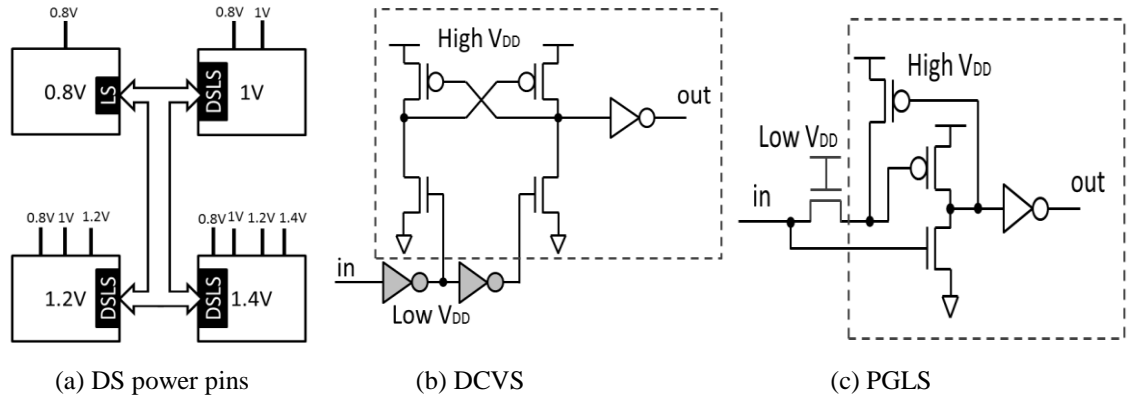 0.8V
0.8V 1V
0.8V
LS
DSLS
1V
0.8V 1V 1.2V
0.8V 1V 1.2V 1.4V
1.2V
DSLS
DSLS
1.4V
(a) DS power pins
High VDD
out
in
Low VDD
(b) DCVS
High VDD
Low VDD
in
out
(c) PGLS